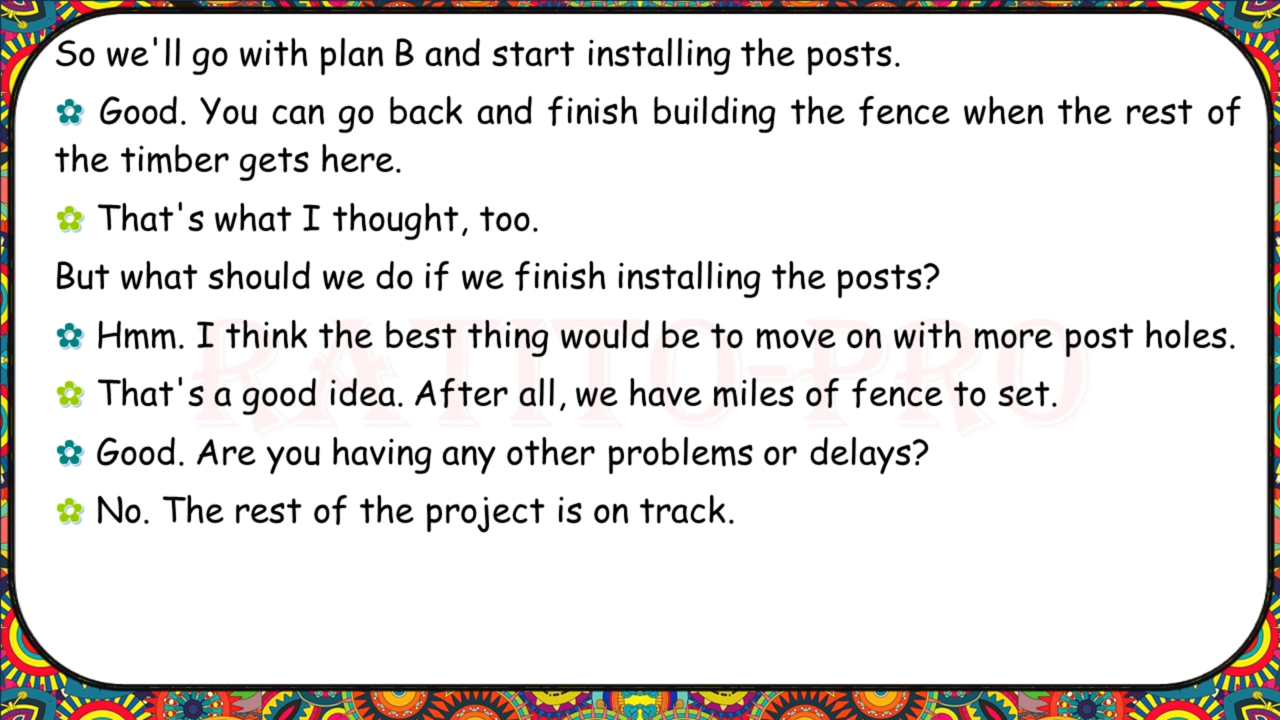 So we'll go with plan B and start installing the posts.
Good. You can go back and finish building the fence when the rest of
the timber gets here.
That's what I thought, too.
But what should we do if we finish installing the posts?
Hmm. I think the best thing would be to move on with more post holes.
That's a good idea. After all, we have miles of fence to set.
Good. Are you having any other problems or delays?
No. The rest of the project is on track.
RATITO-PRO